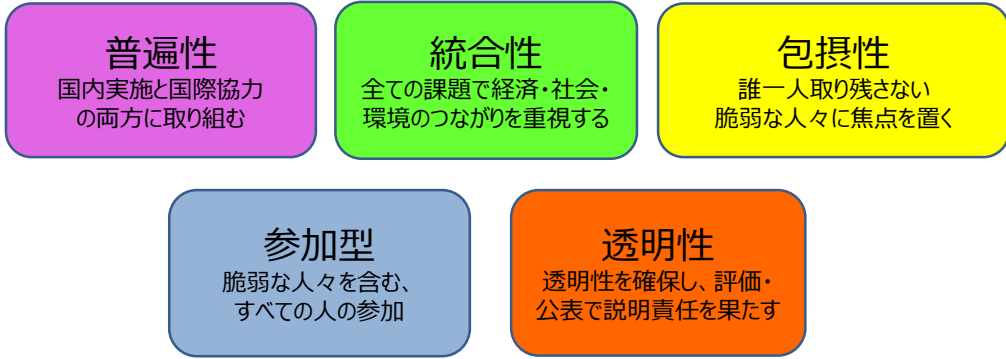 普遍性
国内実施と国際協力
の両方に取り組む
統合性
全ての課題で経済・社会・
環境のつながりを重視する
包摂性
誰一人取り残さない
脆弱な人々に焦点を置く
参加型
脆弱な人々を含む、
すべての人の参加
透明性
透明性を確保し、評価・
公表で説明責任を果たす